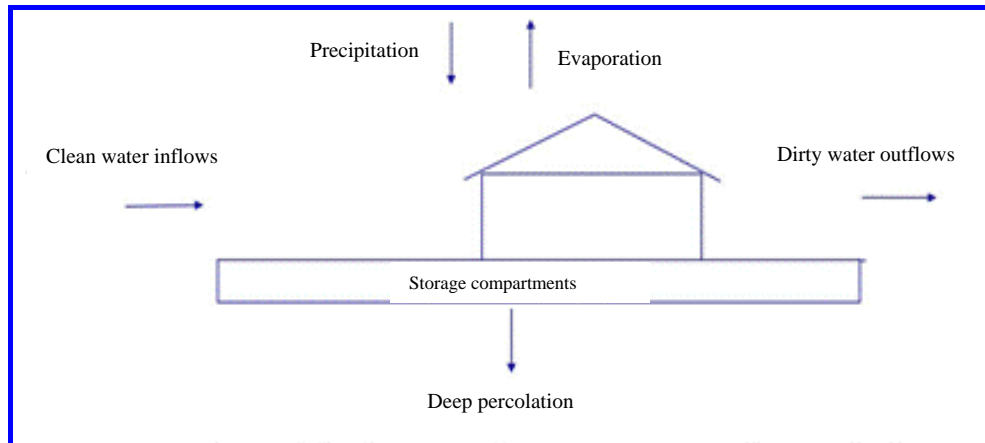 Precipitation
Evaporation
Clean water inflows
Dirty water outflows
Storage compartments
Deep percolation